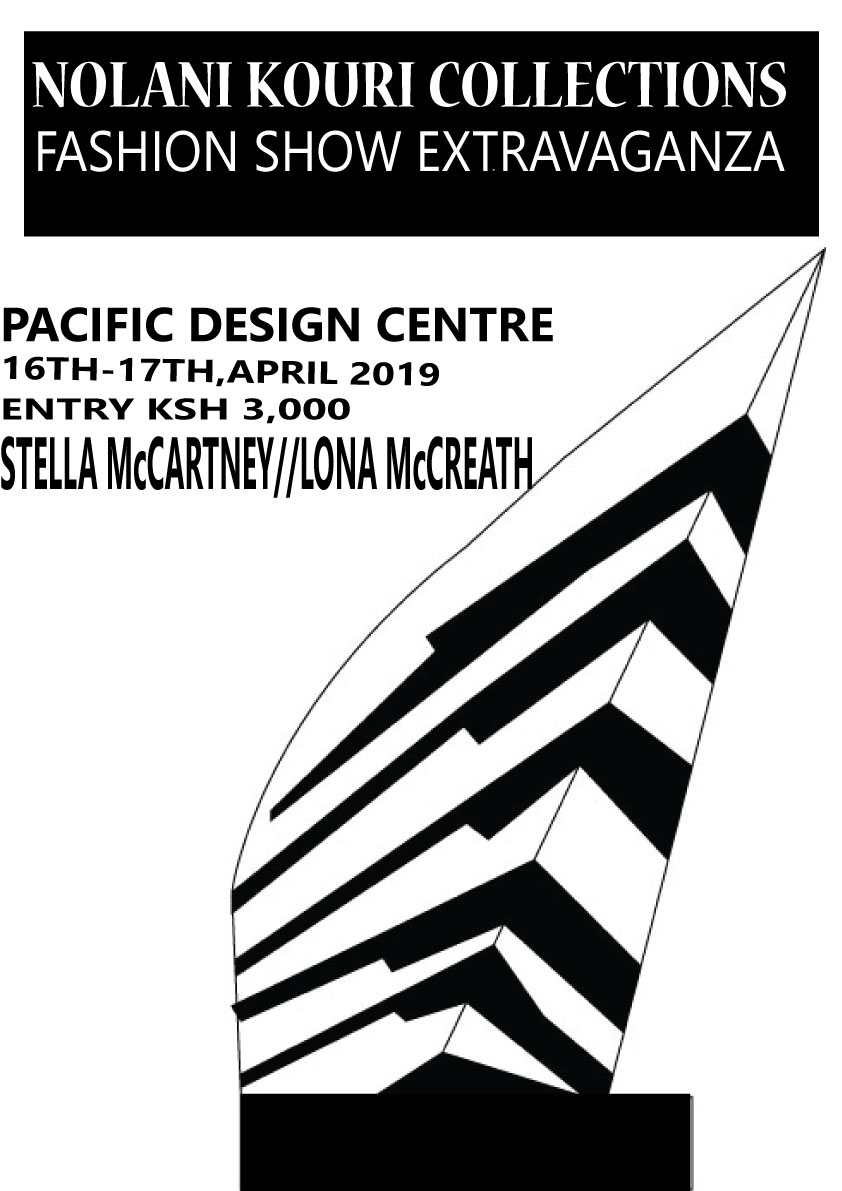 NOLANI KOURI COLLECTIONS
FASHION SHOW EXTRAVAGANZA
PACIFIC DESIGN CENTRE
16TH-17TH,APRIL 2019
ENTRY KSH 3,000
STELLA McCARTNEY//LONA McCREATH